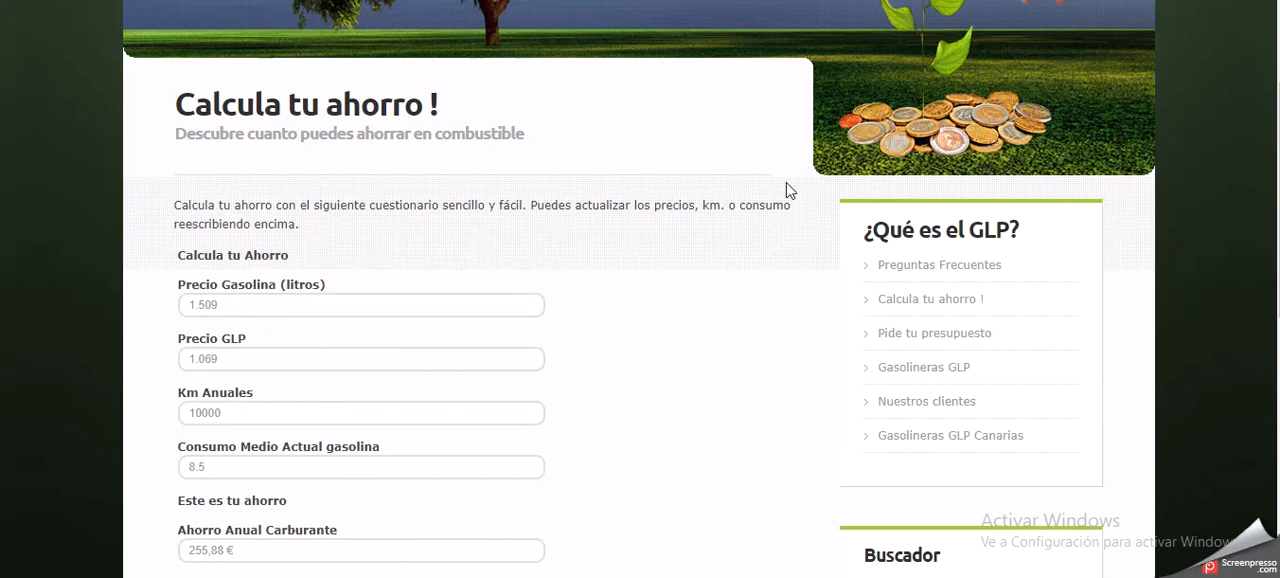 Calcula tu ahorro !
Descubre cuanto puedes ahorrar en combustible
Calcula tu ahorro con el siguiente cuestionario sencillo y fácil. Puedes actualizar los precios, km. o consumo
reescribiendo encima.
Calcula tu Ahorro
Precio Gasolina (litros)
1.509
Precio GLP
1.069
Km Anuales
10000
Consumo Medio Actual gasolina
8.5
Este es tu ahorro
Ahorro Anual Carburante
255,88 €
¿Qué es el GLP?
Preguntas Frecuentes
Calcula tu ahorro !
Pide tu presupuesto
Gasolineras GLP
Nuestros clientes
Gasolineras GLP Canarias
Buscador
Activar Windows
Ve a Configuración para activar Windows
Screenpresso
.com